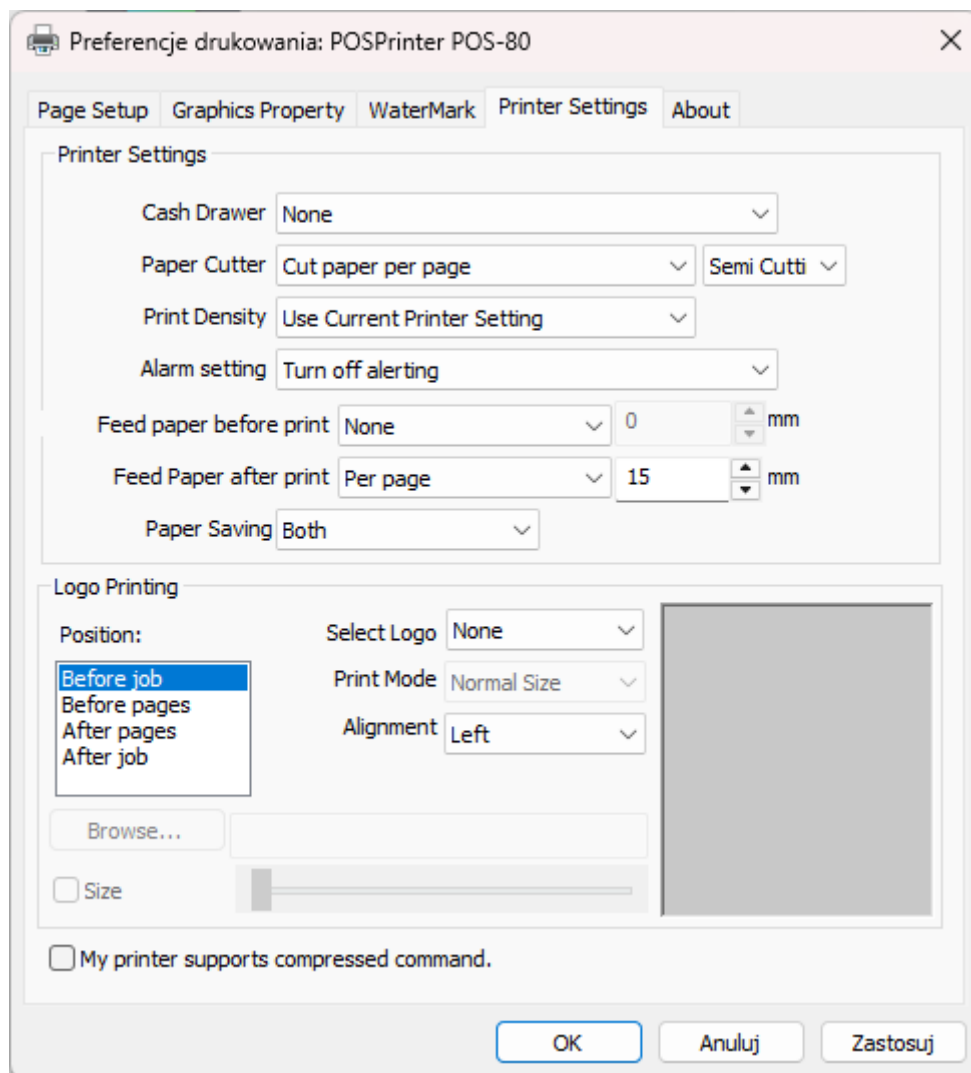 Preferencje drukowania: POSPrinter POS-80
Page Setup Graphics Property WaterMark Printer Settings About
Printer Settings
Cash Drawer None
Paper Cutter Cut paper per page Semi Cutti
Print Density Use Current Printer Setting
Alarm setting Turn off alerting
Feed paper before print None 0 mm
Feed Paper after print Per page 15 mm
Paper Saving Both
Logo Printing
Position: Select Logo None
Before job Print Mode Normal Size
Before pages
After pages Alignment Left
After job
Browse...
Size
My printer supports compressed command.
OK Anuluj Zastosuj